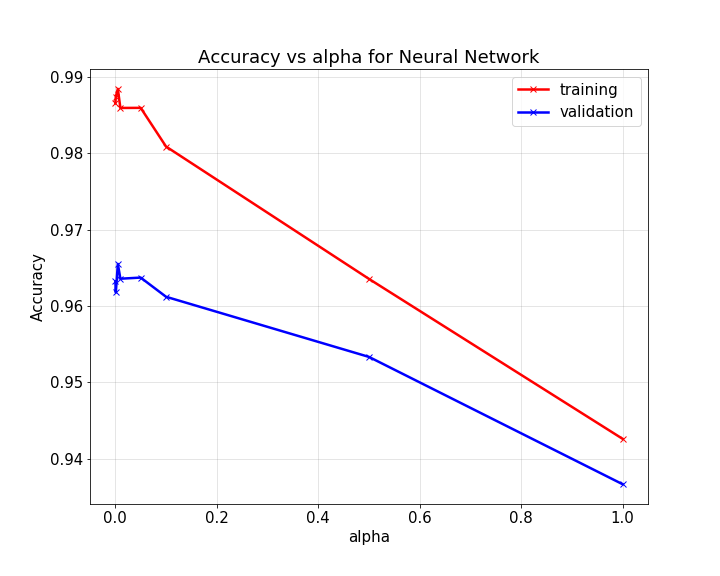 Accuracy vs alpha for Neural Network
training
validation
0.99
0.98
0.97
0.96
0.95
0.94
Accuracy
0.0 0.2 0.4 0.6 0.8 1.0
alpha